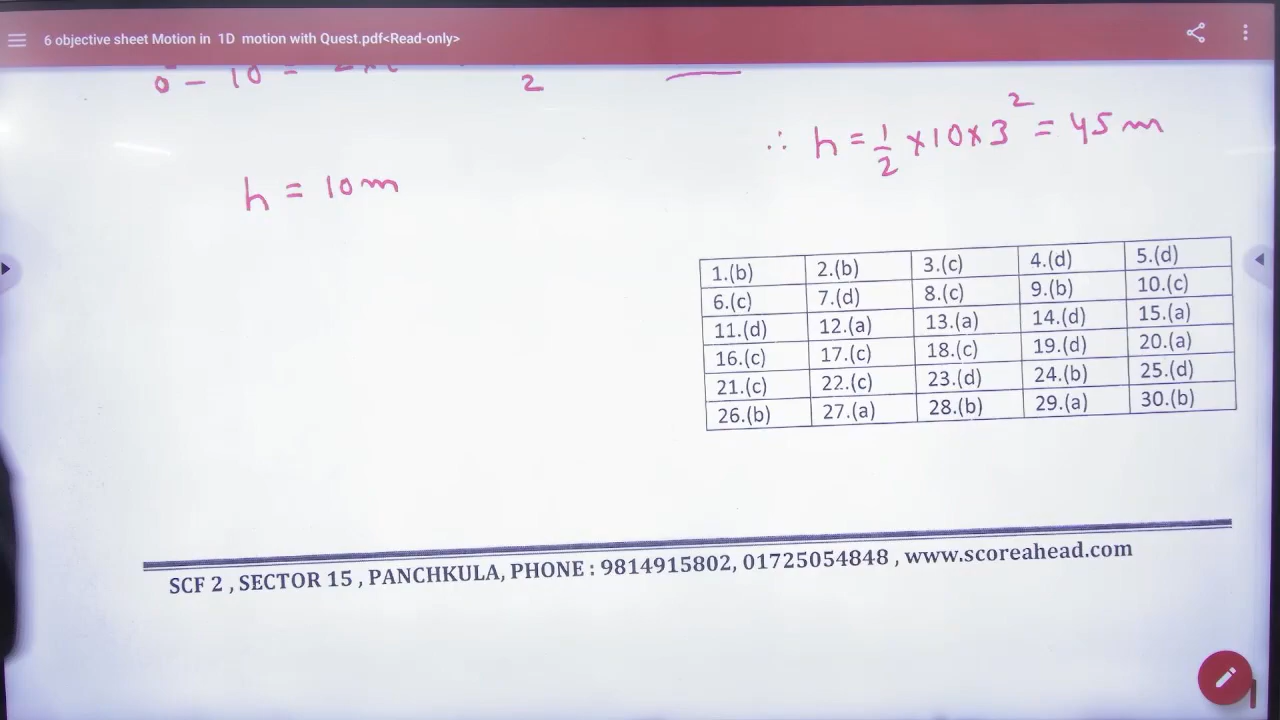 6 objective sheet Motion in 1D motion with Quest.pdf<Read-only>
0 - 10 =
2
∴ h = 1/2 × 10 × 3² = 45 m
h = 10 m
1.(b) 2.(b) 3.(c) 4.(d) 5.(d)
6.(c) 7.(d) 8.(c) 9.(b) 10.(c)
11.(d) 12.(a) 13.(a) 14.(d) 15.(a)
16.(c) 17.(c) 18.(c) 19.(d) 20.(a)
21.(c) 22.(c) 23.(d) 24.(b) 25.(d)
26.(b) 27.(a) 28.(b) 29.(a) 30.(b)
SCF 2 , SECTOR 15 , PANCHKULA, PHONE : 9814915802, 01725054848 , www.scoreahead.com